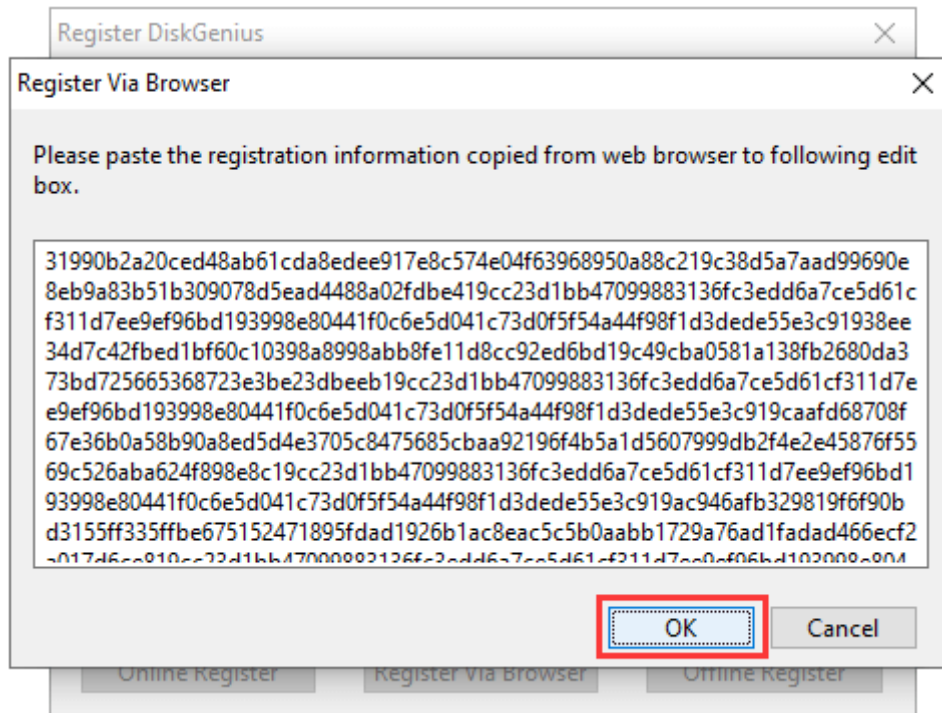 Register DiskGenius
Register Via Browser
Please paste the registration information copied from web browser to following edit
box.
31990b2a20ced48ab61cda8edee917e8c574e04f63968950a88c219c38d5a7aad99690e
8eb9a83b51b309078d5ead4488a02fdbe419cc23d1bb47099883136fc3edd6a7ce5d61c
f311d7ee9ef96bd193998e80441f0c6e5d041c73d0f5f54a44f98f1d3dede55e3c91938ee
34d7c42fbed1bf60c10398a8998abb8fe11d8cc92ed6bd19c49cba0581a138fb2680da3
73bd725665368723e3be23dbeeb19cc23d1bb47099883136fc3edd6a7ce5d61cf311d7e
e9ef96bd193998e80441f0c6e5d041c73d0f5f54a44f98f1d3dede55e3c919caafd68708f
67e36b0a58b90a8ed5d4e3705c8475685cbaa92196f4b5a1d5607999db2f4e2e45876f55
69c526aba624f898e8c19cc23d1bb47099883136fc3edd6a7ce5d61cf311d7ee9ef96bd1
93998e80441f0c6e5d041c73d0f5f54a44f98f1d3dede55e3c919ac946afb329819f6f90b
d3155ff335ffbe675152471895fdad1926b1ac8eac5c5b0aabb1729a76ad1fadad466ecf2
a017d6ce819cc23d1bb47099883136fc3edd6a7ce5d61cf311d7ee9ef96bd193998e804
OK Cancel
Online Register Register Via Browser Offline Register